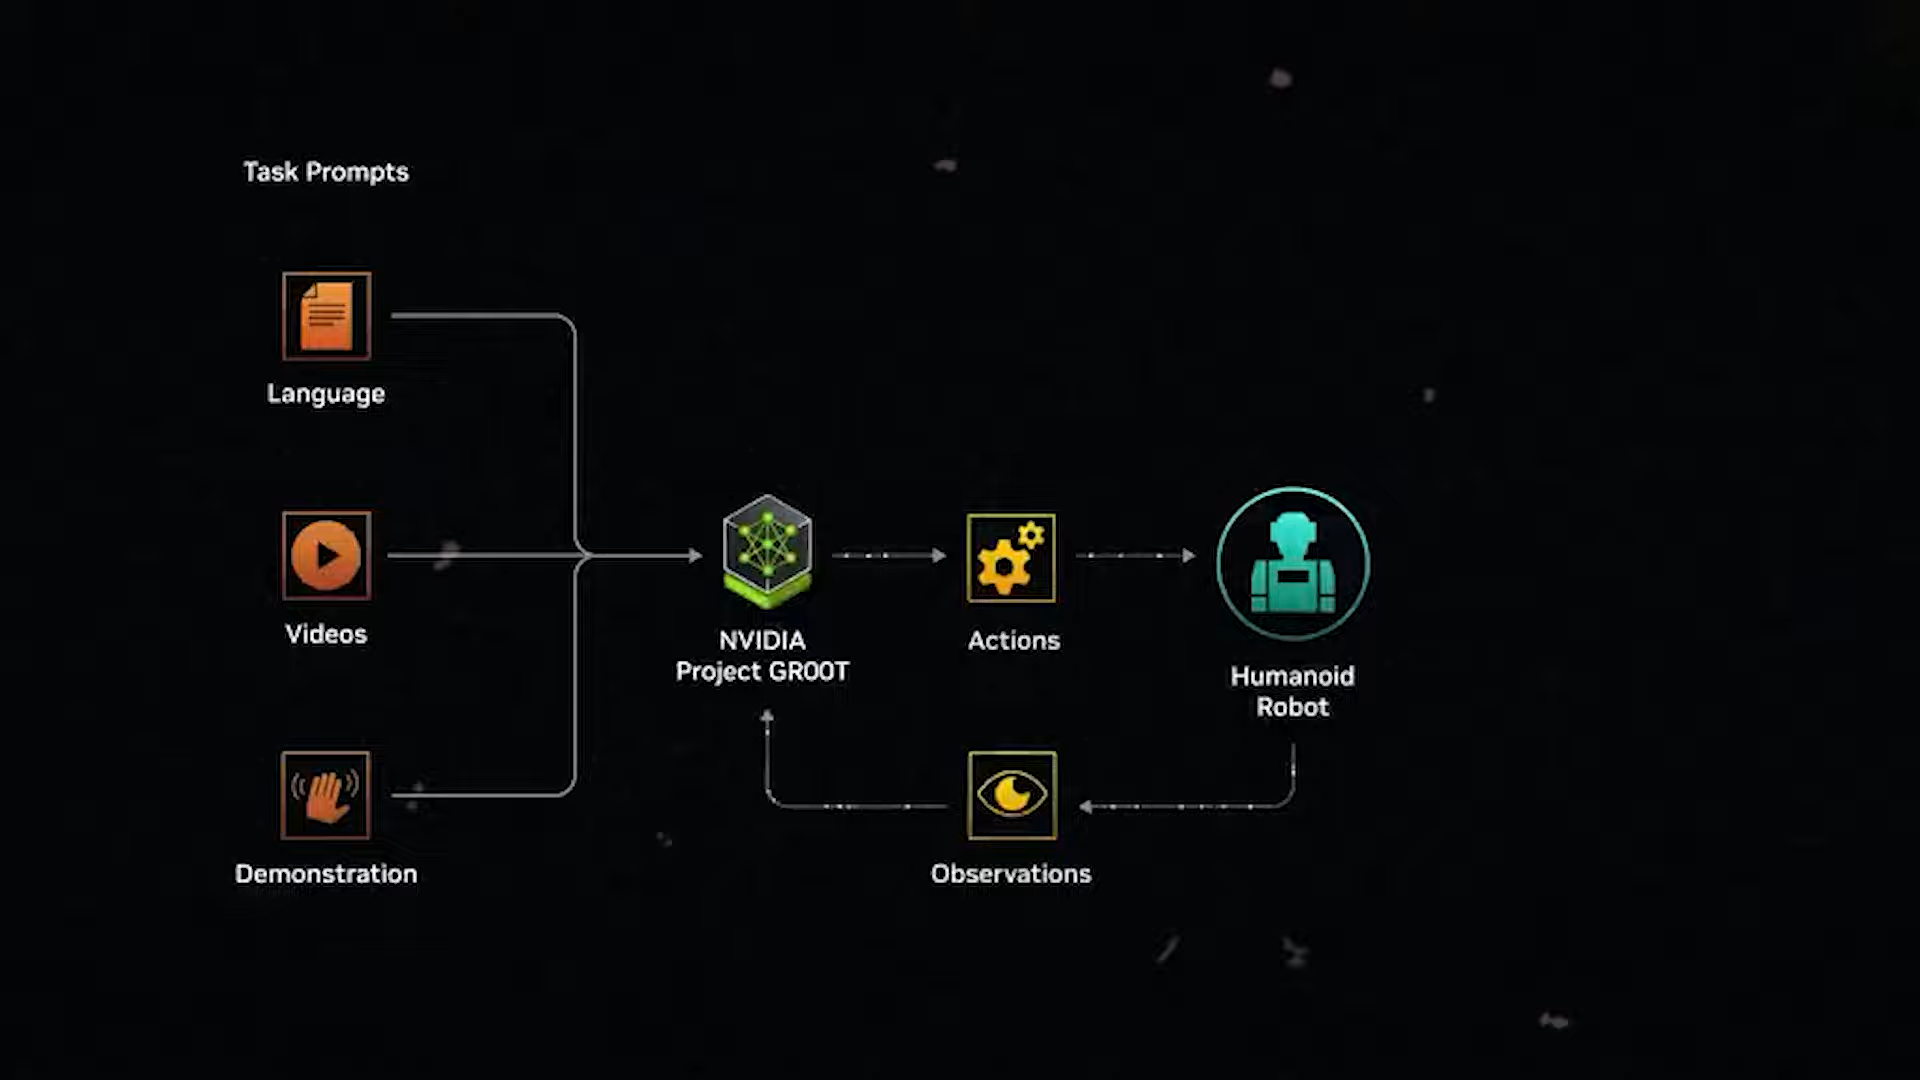 Task Prompts
Language
Videos
Demonstration
NVIDIA
Project GR00T
Actions
Humanoid
Robot
Observations